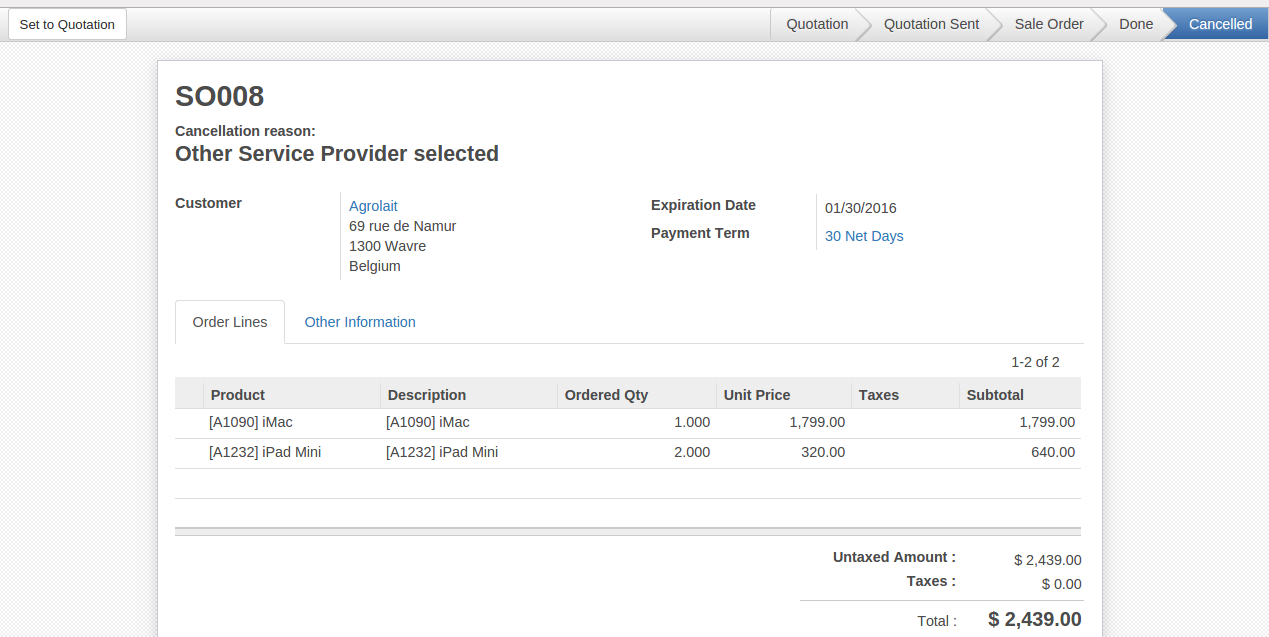 Set to Quotation Quotation Quotation Sent Sale Order Done Cancelled
SO008
Cancellation reason:
Other Service Provider selected
Customer Agrolait Expiration Date 01/30/2016
69 rue de Namur Payment Term 30 Net Days
1300 Wavre
Belgium
Order Lines Other Information
1-2 of 2
Product Description Ordered Qty Unit Price Taxes Subtotal
[A1090] iMac [A1090] iMac 1.000 1,799.00 1,799.00
[A1232] iPad Mini [A1232] iPad Mini 2.000 320.00 640.00
Untaxed Amount : $ 2,439.00
Taxes : $ 0.00
Total : $ 2,439.00